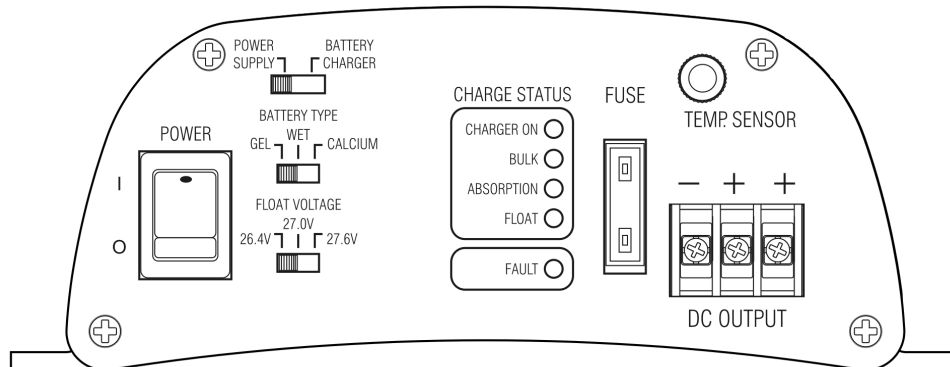 POWER SUPPLY
BATTERY CHARGER
BATTERY TYPE
WET
GEL
CALCIUM
FLOAT VOLTAGE
27.0V
26.4V
27.6V
POWER
I
O
CHARGE STATUS
CHARGER ON
BULK
ABSORPTION
FLOAT
FAULT
FUSE
TEMP. SENSOR
− + +
DC OUTPUT